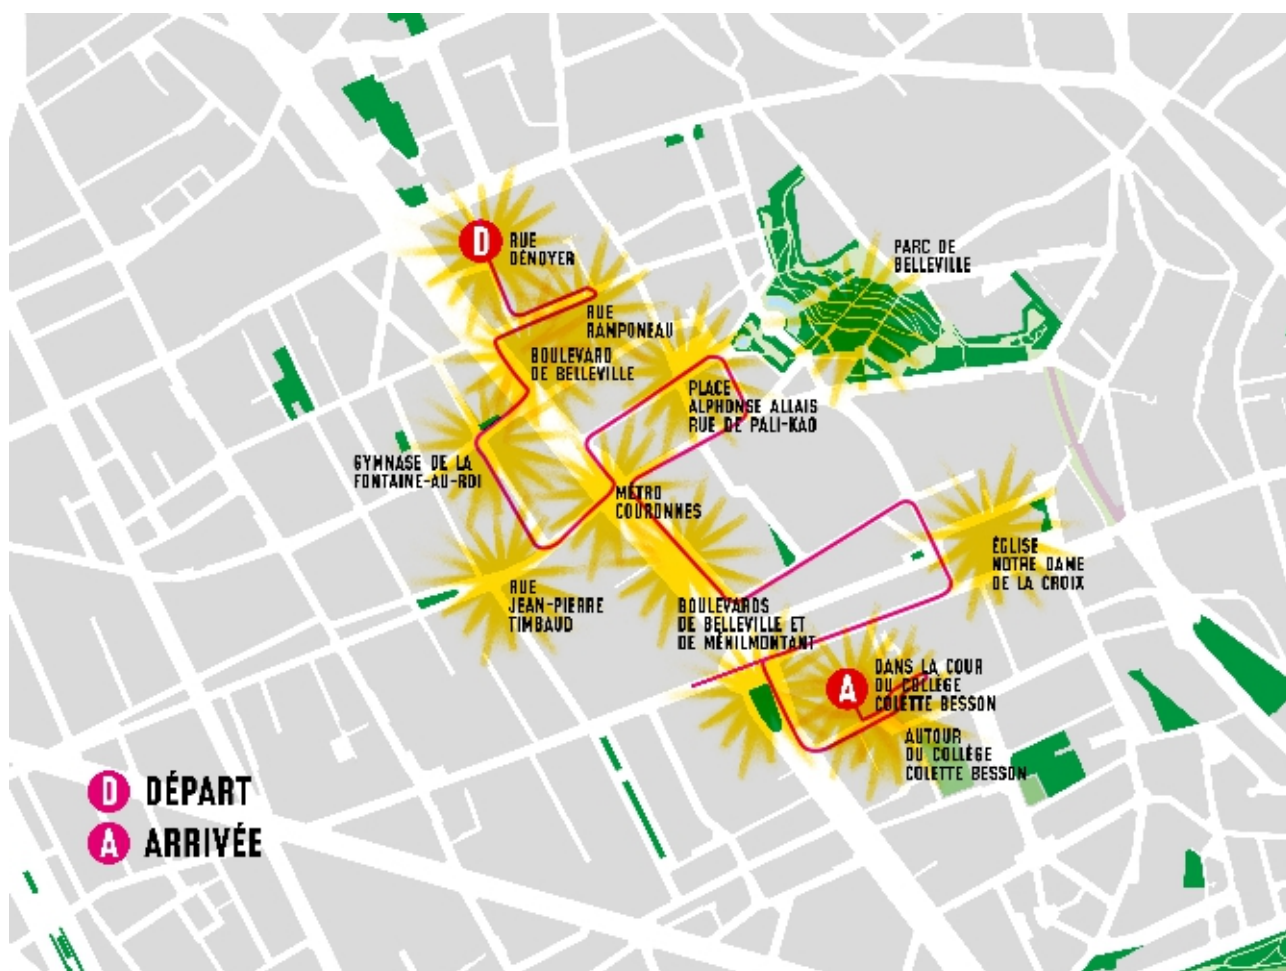 D
RUE
DÉNOYER
PARC DE
BELLEVILLE
RUE
RAMPONEAU
BOULEVARD
DE BELLEVILLE
PLACE
ALPHONSE ALLAIS
RUE DE PALI-KAO
GYMNASE DE LA
FONTAINE-AU-ROI
MÉTRO
COURONNES
ÉGLISE
NOTRE DAME
DE LA CROIX
RUE
JEAN-PIERRE
TIMBAUD
BOULEVARDS
DE BELLEVILLE ET
DE MÉNILMONTANT
A
DANS LA COUR
DU COLLÈGE
COLETTE BESSON
AUTOUR
DU COLLÈGE
COLETTE BESSON
D DÉPART
A ARRIVÉE